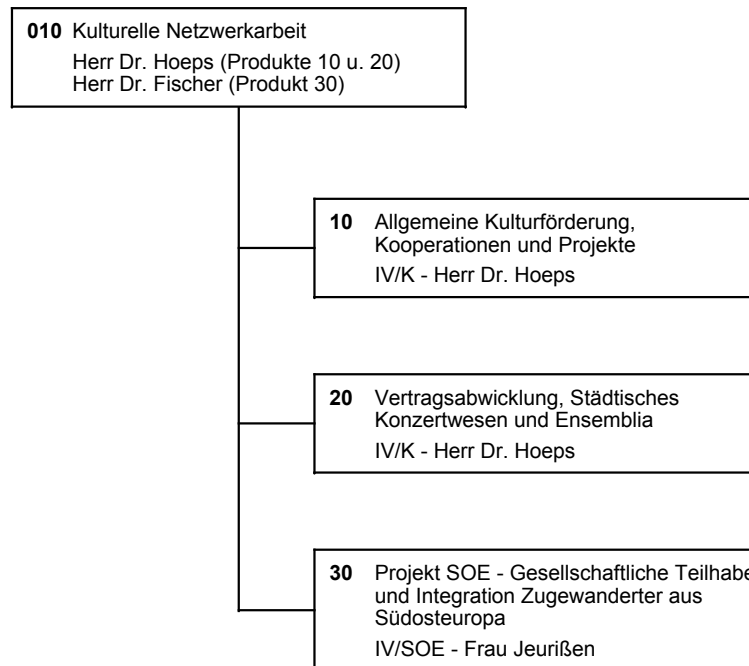 010 Kulturelle Netzwerkarbeit
Herr Dr. Hoeps (Produkte 10 u. 20)
Herr Dr. Fischer (Produkt 30)
10 Allgemeine Kulturförderung,
Kooperationen und Projekte
IV/K - Herr Dr. Hoeps
20 Vertragsabwicklung, Städtisches
Konzertwesen und Ensemblia
IV/K - Herr Dr. Hoeps
30 Projekt SOE - Gesellschaftliche Teilhabe
und Integration Zugewanderter aus
Südosteuropa
IV/SOE - Frau Jeurißen